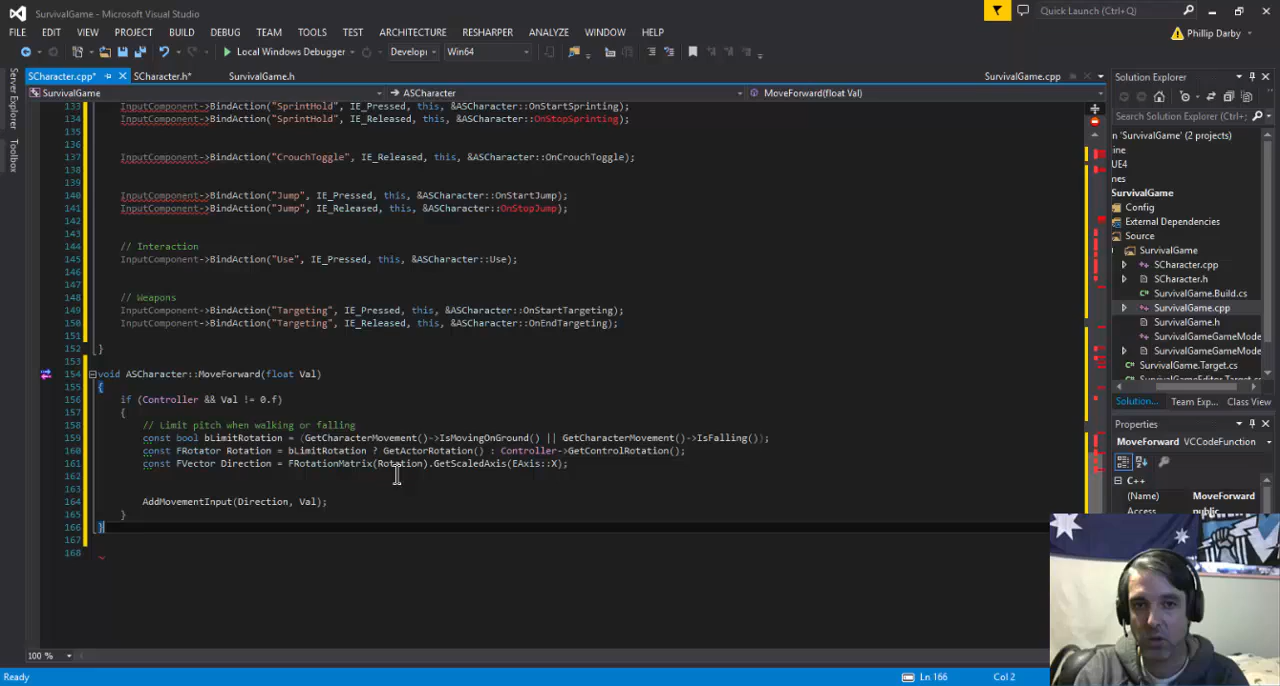 SurvivalGame - Microsoft Visual Studio
Quick Launch (Ctrl+Q)
FILE EDIT VIEW PROJECT BUILD DEBUG TEAM TOOLS TEST ARCHITECTURE RESHARPER ANALYZE WINDOW HELP
Phillip Darby
Local Windows Debugger Develop Win64
SCharacter.cpp* SCharacter.h* SurvivalGame.h SurvivalGame.cpp
SurvivalGame ASCharacter MoveForward(float Val)
Server Explorer
Toolbox
133 InputComponent->BindAction("SprintHold", IE_Pressed, this, &ASCharacter::OnStartSprinting);
134 InputComponent->BindAction("SprintHold", IE_Released, this, &ASCharacter::OnStopSprinting);
135
136
137 InputComponent->BindAction("CrouchToggle", IE_Released, this, &ASCharacter::OnCrouchToggle);
138
139
140 InputComponent->BindAction("Jump", IE_Pressed, this, &ASCharacter::OnStartJump);
141 InputComponent->BindAction("Jump", IE_Released, this, &ASCharacter::OnStopJump);
142
143
144 // Interaction
145 InputComponent->BindAction("Use", IE_Pressed, this, &ASCharacter::Use);
146
147
148 // Weapons
149 InputComponent->BindAction("Targeting", IE_Pressed, this, &ASCharacter::OnStartTargeting);
150 InputComponent->BindAction("Targeting", IE_Released, this, &ASCharacter::OnEndTargeting);
151
152 }
153
154 void ASCharacter::MoveForward(float Val)
155 {
156 if (Controller && Val != 0.f)
157 {
158 // Limit pitch when walking or falling
159 const bool bLimitRotation = (GetCharacterMovement()->IsMovingOnGround() || GetCharacterMovement()->IsFalling());
160 const FRotator Rotation = bLimitRotation ? GetActorRotation() : Controller->GetControlRotation();
161 const FVector Direction = FRotationMatrix(Rotation).GetScaledAxis(EAxis::X);
162
163
164 AddMovementInput(Direction, Val);
165 }
166 }
167
168
Solution Explorer
Search Solution Explorer (Ctrl+;
n 'SurvivalGame' (2 projects)
ine
UE4
nes
SurvivalGame
Config
External Dependencies
Source
SurvivalGame
SCharacter.cpp
SCharacter.h
SurvivalGame.Build.cs
SurvivalGame.cpp
SurvivalGame.h
SurvivalGameGameMode
SurvivalGameGameMode
SurvivalGame.Target.cs
SurvivalGameEditor.Target.cs
Solution... Team Exp... Class View
Properties
MoveForward VCCodeFunction
C++
(Name) MoveForward
Access public
100 %
Ready Ln 166 Col 2